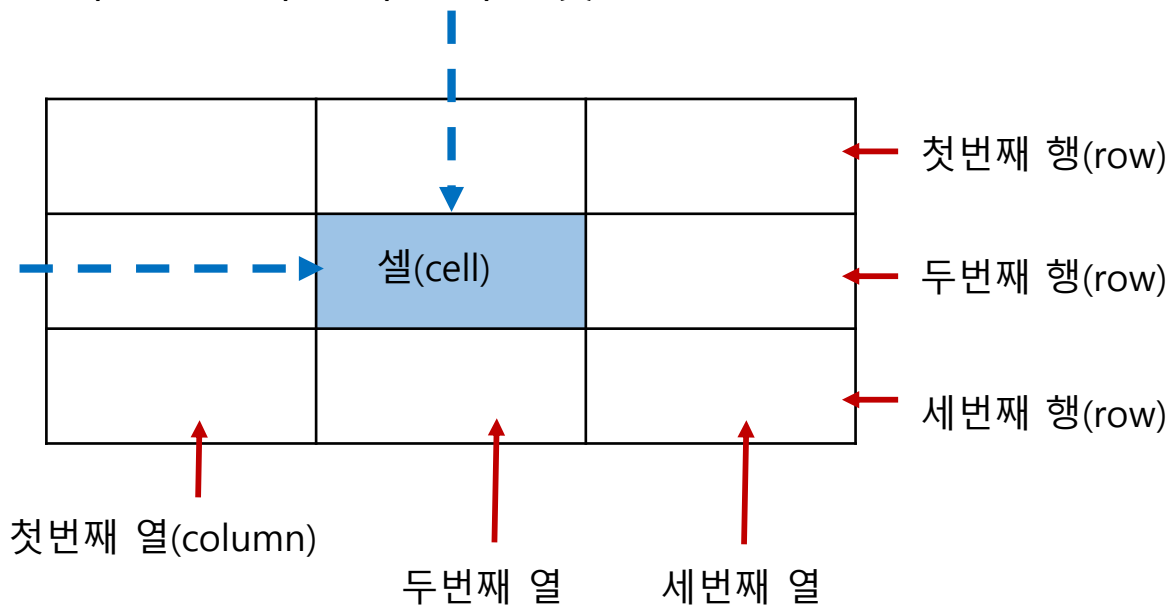 첫번째 행(row)
셀(cell)
두번째 행(row)
세번째 행(row)
첫번째 열(column)
두번째 열
세번째 열